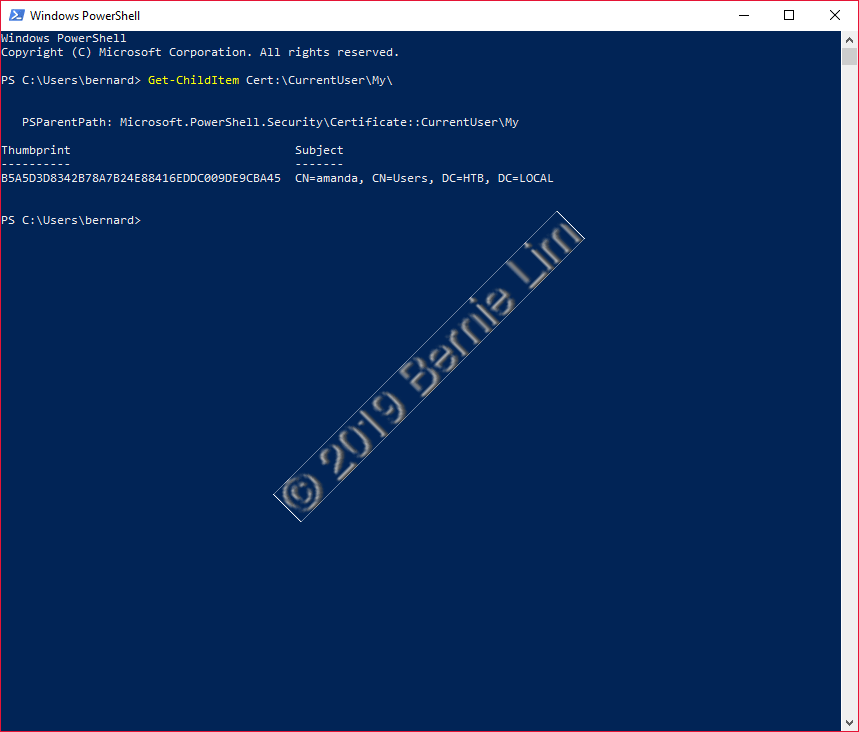 Windows PowerShell
Windows PowerShell
Copyright (C) Microsoft Corporation. All rights reserved.
PS C:\Users\bernard> Get-ChildItem Cert:\CurrentUser\My\
PSParentPath: Microsoft.PowerShell.Security\Certificate::CurrentUser\My
Thumbprint Subject
---------- -------
B5A5D3D8342B78A7B24E88416EDDC009DE9CBA45 CN=amanda, CN=Users, DC=HTB, DC=LOCAL
PS C:\Users\bernard>
© 2019 Bernie Lim